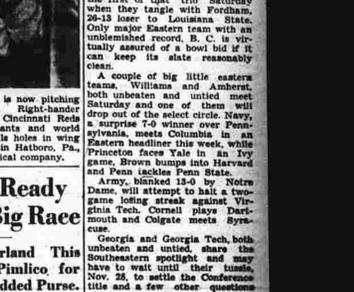 the first of that trio Saturday
when they tangle with Fordham,
26-13 loser to Louisiana State.
Only major Eastern team with an
unblemished record, B. C. is vir-
tually assured of a bowl bid if it
can keep its slate reasonably
clean.
A couple of big little eastern
teams, Williams and Amherst,
both unbeaten and untied meet
Saturday and one of them will
drop out of the select circle. Navy,
a surprise 7-0 winner over Penn-
sylvania, meets Columbia in an
Eastern headliner this week, while
Princeton faces Yale in an Ivy
game, Brown bumps into Harvard
and Penn tackles Penn State.
Army, blanked 13-0 by Notre
Dame, will attempt to halt a two-
game losing streak against Vir-
ginia Tech. Cornell plays Dart-
mouth and Colgate meets Syra-
cuse.
Georgia and Georgia Tech, both
unbeaten and untied, share the
Southeastern spotlight and may
have to wait until their tussle,
Nov. 28, to settle the Conference
title and a few other questions
is now pitching
Right-hander
Cincinnati Reds
ants and world
ls holes in wing
in Hatboro, Pa.,
ical company.
Ready
Big Race
rland This
Pimlico for
dded Purse.